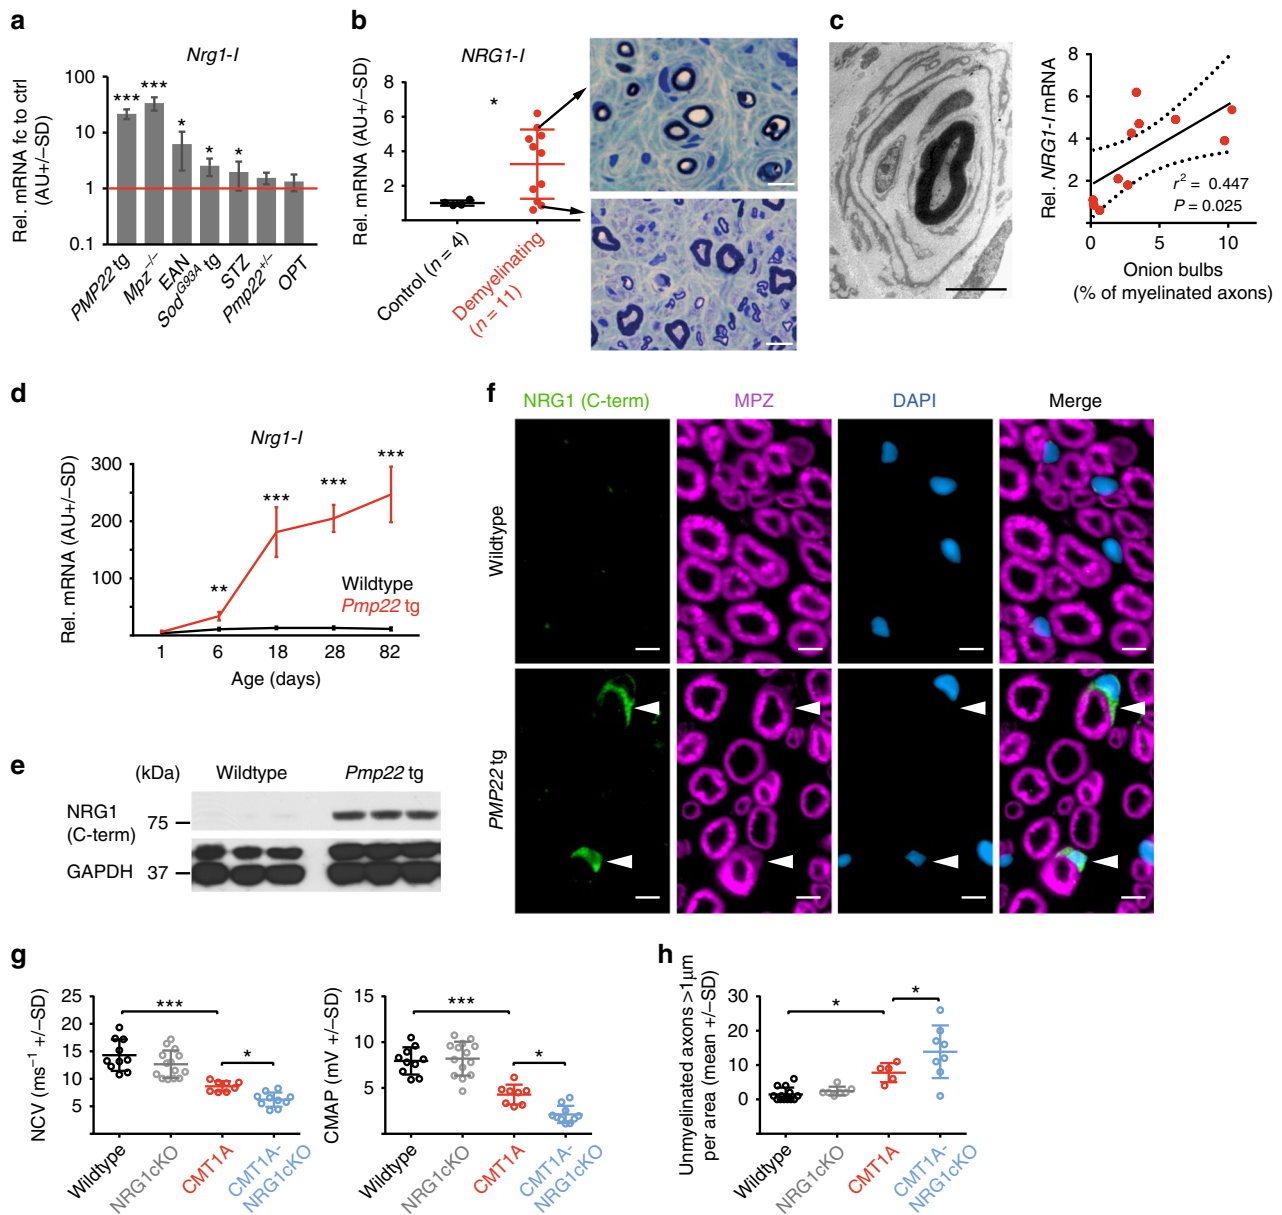 a
Nrg1-I
Rel. mRNA fc to ctrl
(AU+/−SD)
100
10
1
0.1
***
***
*
*
*
PMP22 tg
Mpz−/−
EAN
SodG93A tg
STZ
Pmp22+/−
OPT
b
NRG1-I
Rel. mRNA (AU+/−SD)
8
6
4
2
0
*
Control (n = 4)
Demyelinating
(n = 11)
c
Rel. NRG1-I mRNA
8
6
4
2
r2 = 0.447
P = 0.025
0
5
10
Onion bulbs
(% of myelinated axons)
d
Nrg1-I
Rel. mRNA (AU+/−SD)
300
200
100
**
***
***
***
Wildtype
Pmp22 tg
1
6
18
28
82
Age (days)
e
(kDa)
Wildtype
Pmp22 tg
NRG1
(C-term)
75
GAPDH
37
f
NRG1 (C-term)
MPZ
DAPI
Merge
Wildtype
PMP22 tg
g
NCV (ms−1 +/−SD)
25
20
15
10
5
***
*
Wildtype
NRG1cKO
CMT1A
CMT1A-
NRG1cKO
CMAP (mV +/−SD)
15
10
5
***
*
Wildtype
NRG1cKO
CMT1A
CMT1A-
NRG1cKO
h
Unmyelinated axons >1µm
per area (mean +/−SD)
30
20
10
0
*
*
Wildtype
NRG1cKO
CMT1A
CMT1A-
NRG1cKO